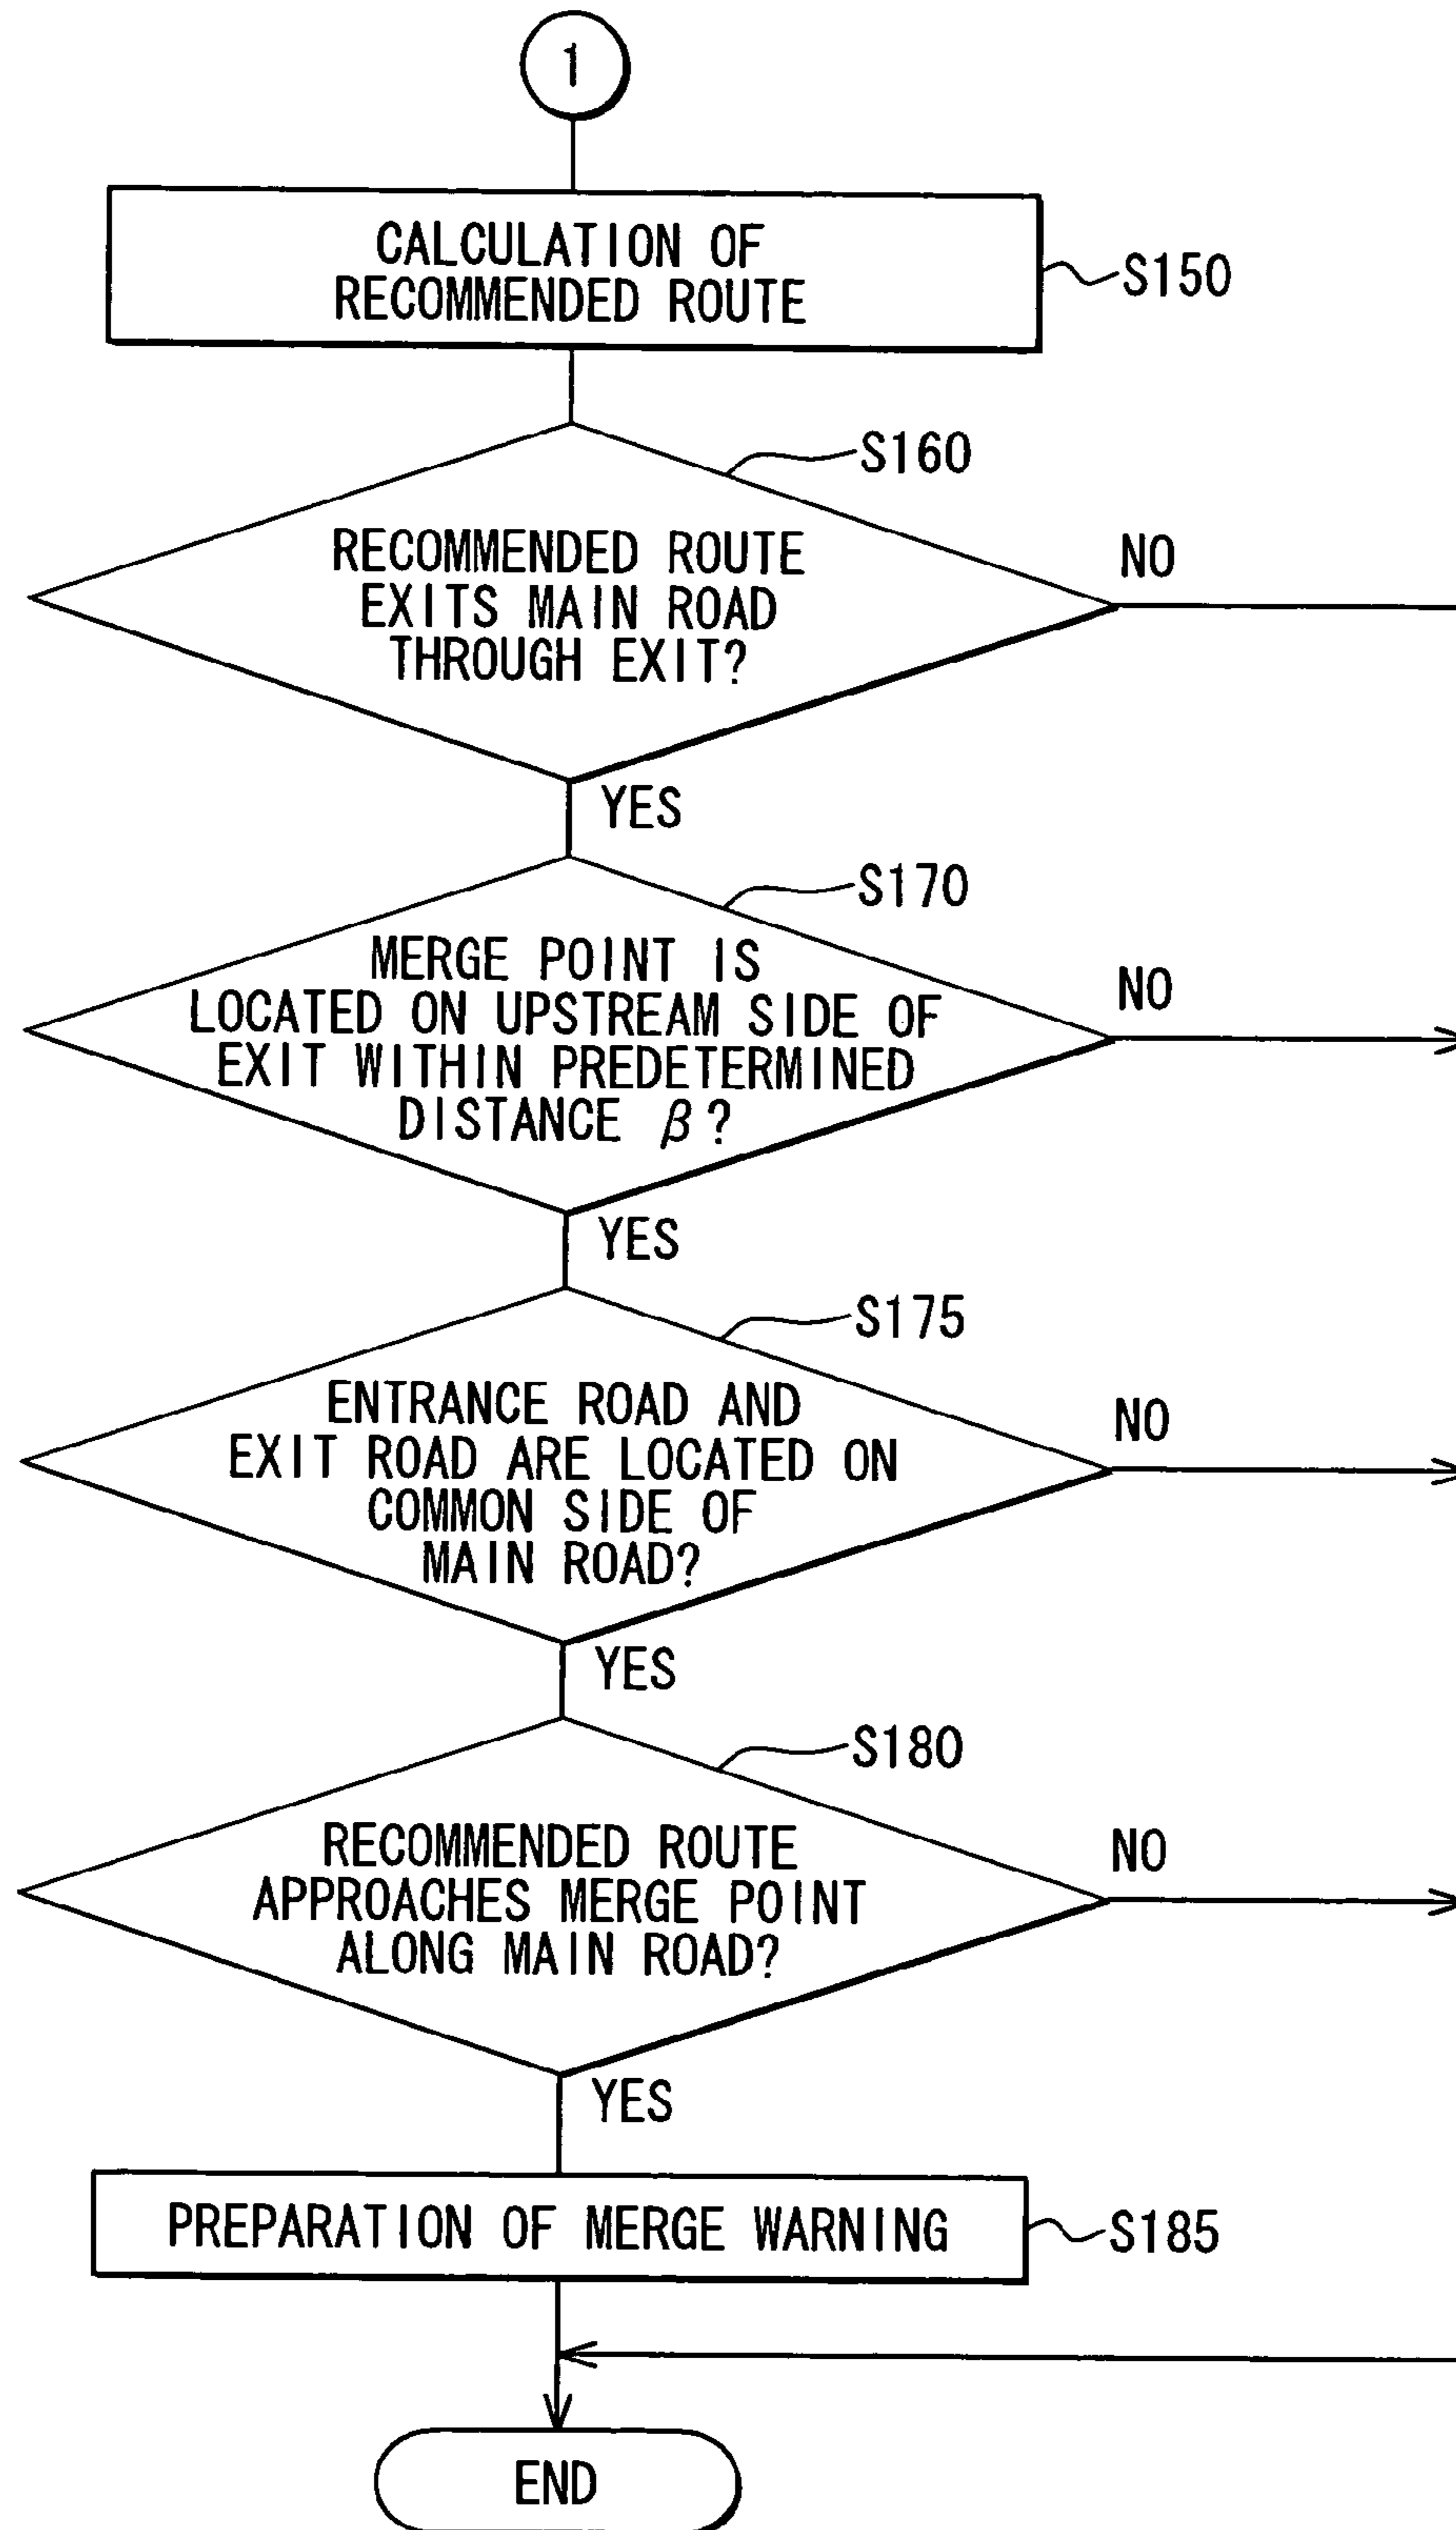 1
CALCULATION OF
RECOMMENDED ROUTE
S150
S160
RECOMMENDED ROUTE
EXITS MAIN ROAD
THROUGH EXIT?
NO
YES
S170
MERGE POINT IS
LOCATED ON UPSTREAM SIDE OF
EXIT WITHIN PREDETERMINED
DISTANCE β?
NO
YES
S175
ENTRANCE ROAD AND
EXIT ROAD ARE LOCATED ON
COMMON SIDE OF
MAIN ROAD?
NO
YES
S180
RECOMMENDED ROUTE
APPROACHES MERGE POINT
ALONG MAIN ROAD?
NO
YES
PREPARATION OF MERGE WARNING
S185
END